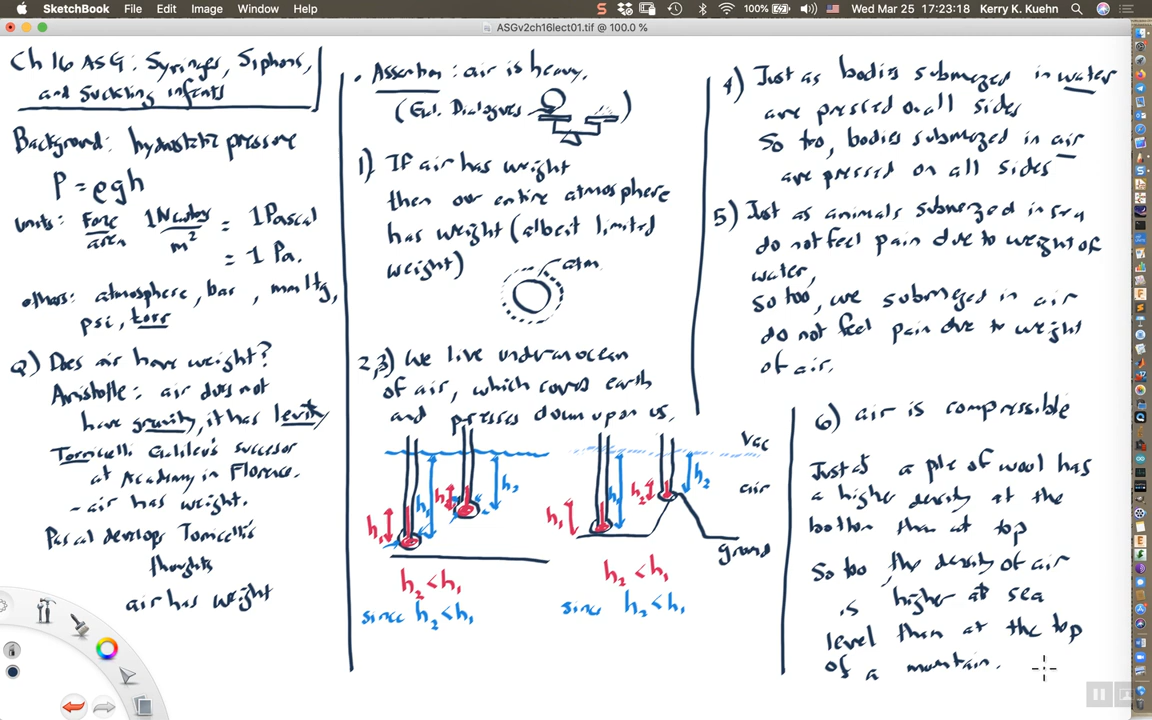 SketchBook File Edit Image Window Help
100% Wed Mar 25 17:23:18 Kerry K. Kuehn
ASGv2ch16lect01.tif @ 100.0 %
Ch 16 ASG: Syringes, Siphons,
and Suckling infants
Background: hydrostatic pressure
P = ρgh
Units: Force/area 1 Newton/m² = 1 Pascal
= 1 Pa.
others: atmosphere, bar, mmHg,
psi, torr
Q) Does air have weight?
Aristotle: air does not
have gravity, it has levity
Torricelli Galileo's successor
at Academy in Florence.
- air has weight.
Pascal develops Torricelli's
thoughts
air has weight
• Assertion: air is heavy.
(Gal. Dialogues )
1) If air has weight
then our entire atmosphere
has weight (albeit limited
weight)
atm
2,3) We live under an ocean
of air, which covers earth
and presses down upon us.
h₁ h₁ h₂ h₂
h₂ < h₁
since h₂ < h₁
Vac
air
ground
h₁ h₁ h₂ h₂
h₂ < h₁
since h₂ < h₁
4) Just as bodies submerged in water
are pressed on all sides
So too, bodies submerged in air
are pressed on all sides
5) Just as animals submerged in sea
do not feel pain due to weight of
water,
so too, we submerged in air
do not feel pain due to weight
of air.
6) air is compressible
Just as a pile of wool has
a higher density at the
bottom than at top
So too, the density of air
is higher at sea
level than at the top
of a mountain.